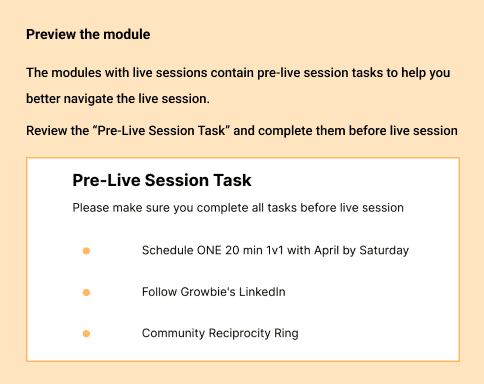 Preview the module
The modules with live sessions contain pre-live session tasks to help you
better navigate the live session.
Review the “Pre-Live Session Task” and complete them before live session
Pre-Live Session Task
Please make sure you complete all tasks before live session
Schedule ONE 20 min 1v1 with April by Saturday
Follow Growbie's LinkedIn
Community Reciprocity Ring